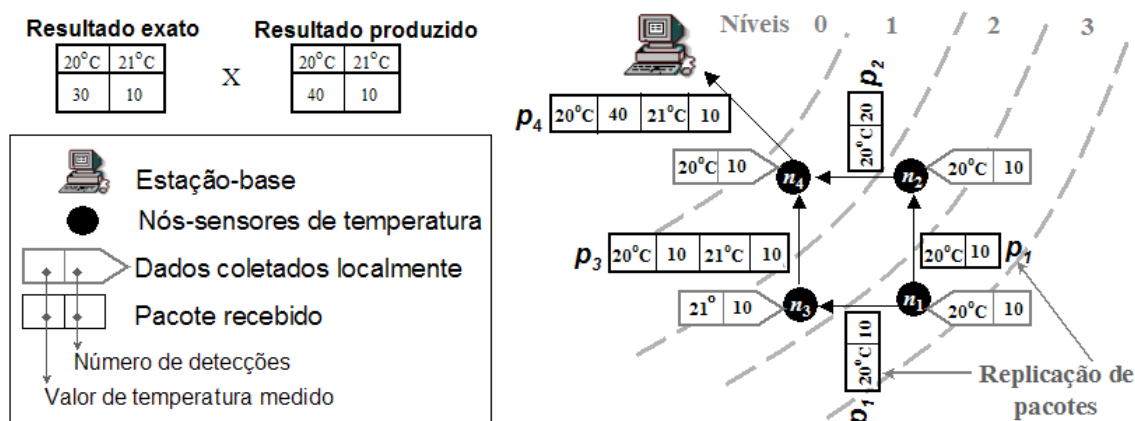 Resultado exato
20°C 21°C
30 10
X
Resultado produzido
20°C 21°C
40 10
Estação-base
Nós-sensores de temperatura
Dados coletados localmente
Pacote recebido
Número de detecções
Valor de temperatura medido
Níveis 0 1 2 3
p4 20°C 40 21°C 10
p2 20°C 20
20°C 10
n4
n2
20°C 10
p3 20°C 10 21°C 10
20°C 10 p1
21° 10
n3
n1
20°C 10
p1 20°C 10
Replicação de
pacotes